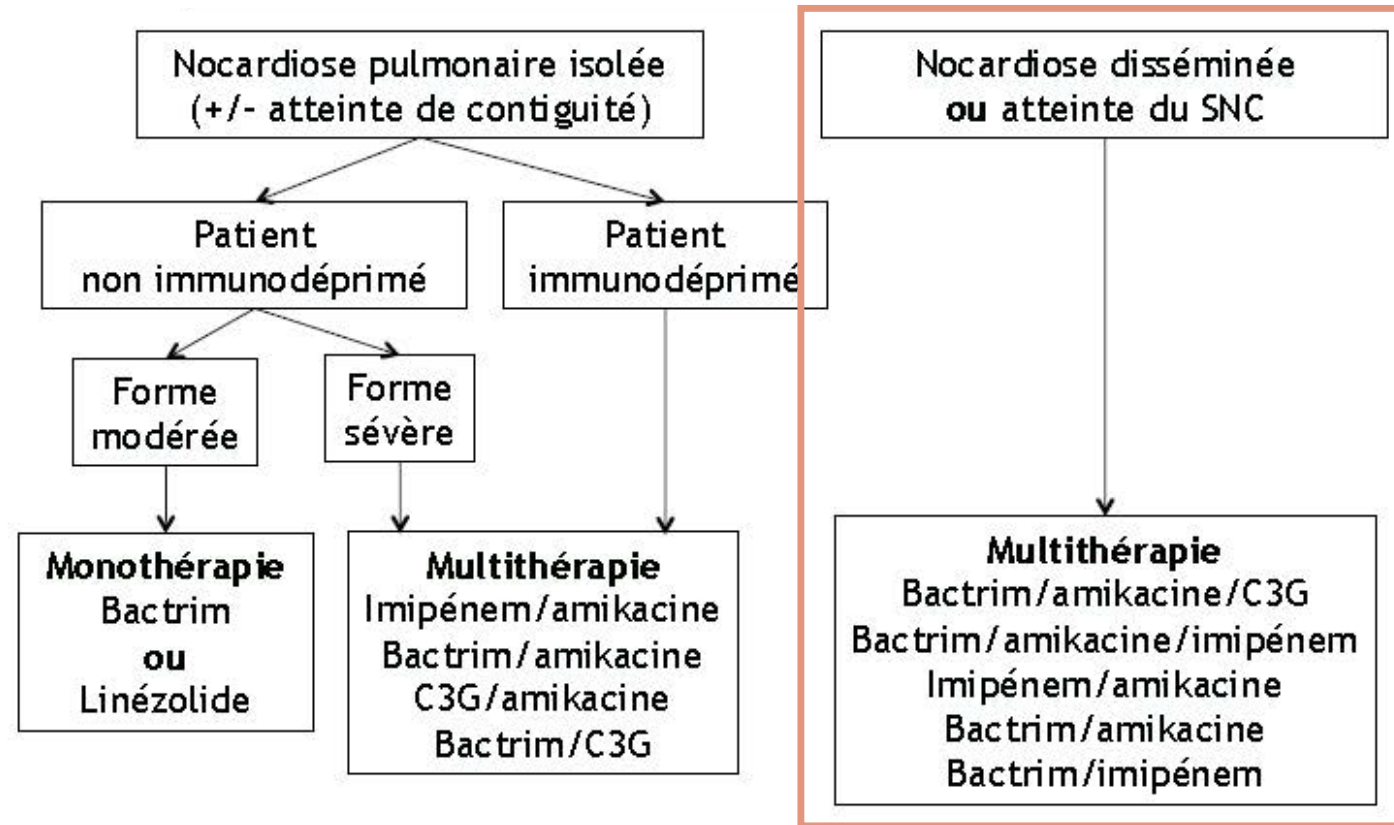 Nocardiose pulmonaire isolée
(+/- atteinte de contiguité)
Patient
non immunodéprimé
Patient
immunodéprimé
Forme
modérée
Forme
sévère
Monothérapie
Bactrim
ou
Linézolide
Multithérapie
Imipénem/amikacine
Bactrim/amikacine
C3G/amikacine
Bactrim/C3G
Nocardiose disséminée
ou atteinte du SNC
Multithérapie
Bactrim/amikacine/C3G
Bactrim/amikacine/imipénem
Imipénem/amikacine
Bactrim/amikacine
Bactrim/imipénem